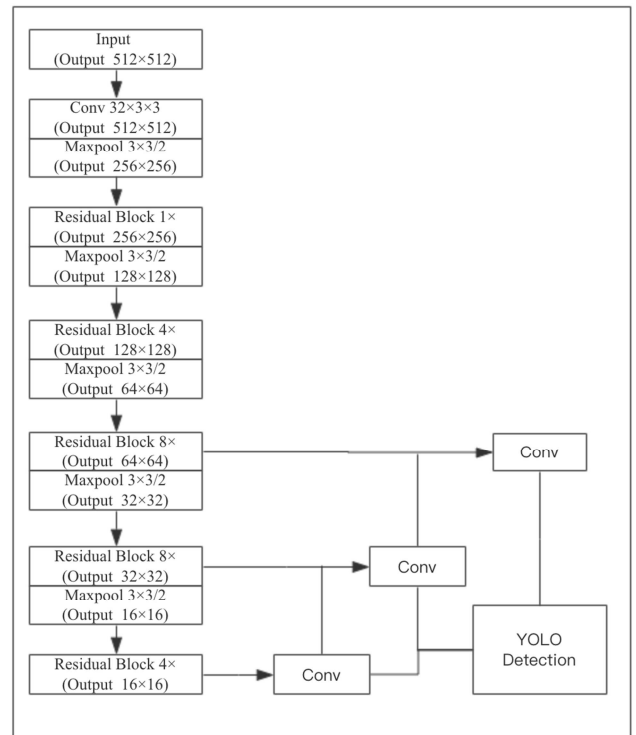 Input
(Output 512×512)
Conv 32×3×3
(Output 512×512)
Maxpool 3×3/2
(Output 256×256)
Residual Block 1×
(Output 256×256)
Maxpool 3×3/2
(Output 128×128)
Residual Block 4×
(Output 128×128)
Maxpool 3×3/2
(Output 64×64)
Residual Block 8×
(Output 64×64)
Maxpool 3×3/2
(Output 32×32)
Conv
Residual Block 8×
(Output 32×32)
Maxpool 3×3/2
(Output 16×16)
Conv
Residual Block 4×
(Output 16×16)
Conv
YOLO
Detection